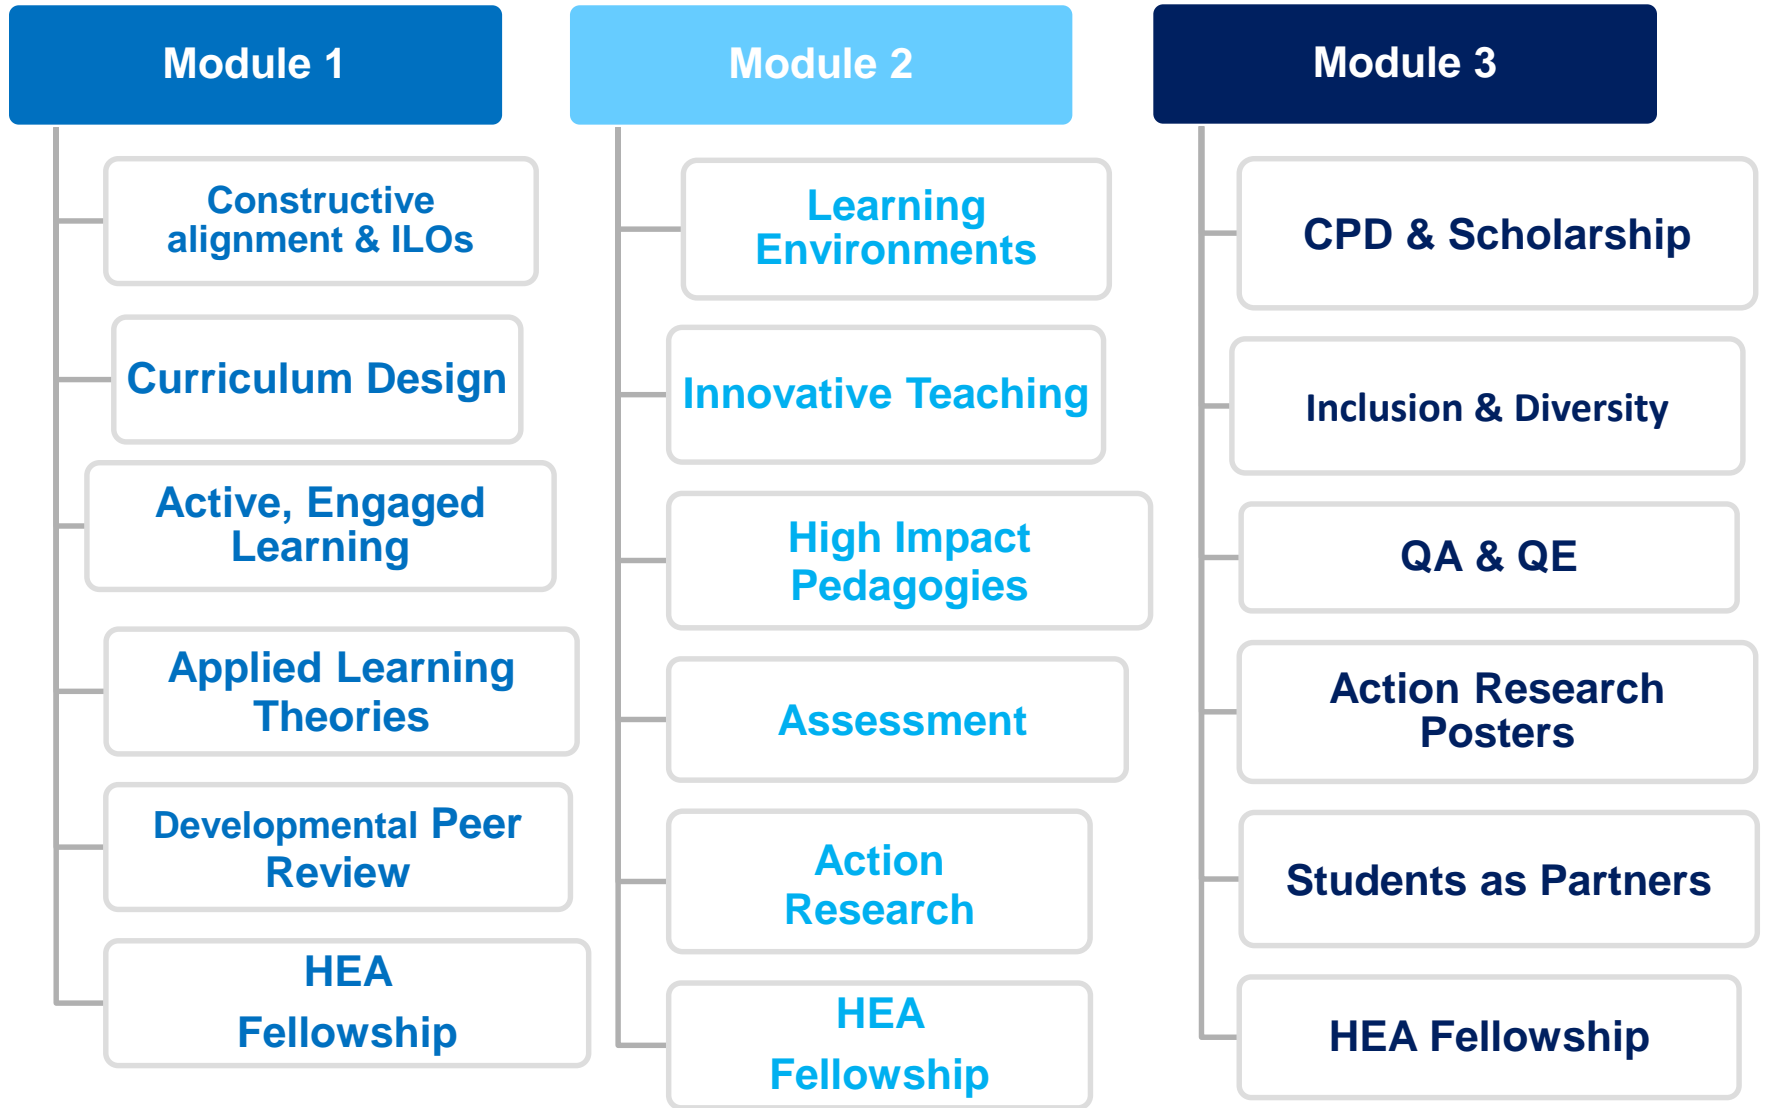 Module 1
Constructive
alignment & ILOs
Curriculum Design
Active, Engaged
Learning
Applied Learning
Theories
Developmental Peer
Review
HEA
Fellowship
Module 2
Learning
Environments
Innovative Teaching
High Impact
Pedagogies
Assessment
Action
Research
HEA
Fellowship
Module 3
CPD & Scholarship
Inclusion & Diversity
QA & QE
Action Research
Posters
Students as Partners
HEA Fellowship